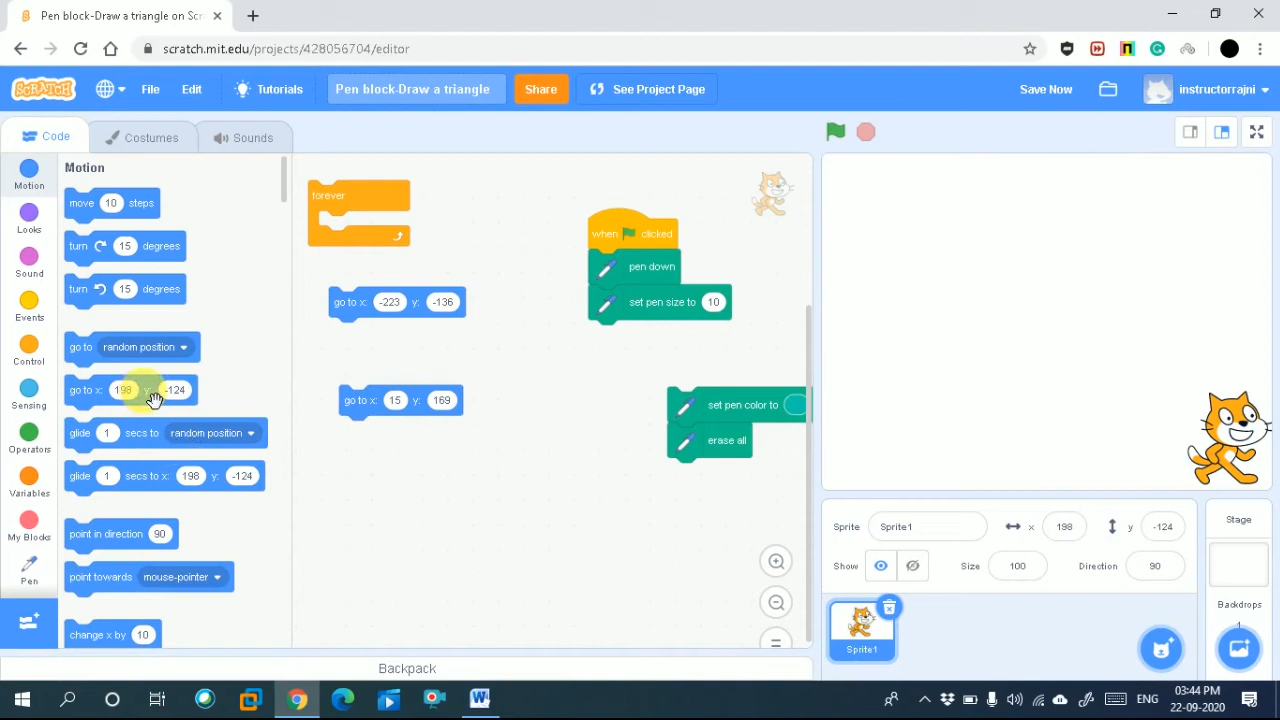 Pen block-Draw a triangle on Scr
scratch.mit.edu/projects/428056704/editor
SCRATCH File Edit Tutorials Pen block-Draw a triangle Share See Project Page Save Now instructorrajni
Code Costumes Sounds
Motion
Looks
Sound
Events
Control
Sensing
Operators
Variables
My Blocks
Pen
Motion
move 10 steps
turn 15 degrees
turn 15 degrees
go to random position
go to x: 198 y: -124
glide 1 secs to random position
glide 1 secs to x: 198 y: -124
point in direction 90
point towards mouse-pointer
change x by 10
forever
go to x: -223 y: -136
go to x: 15 y: 169
when clicked
pen down
set pen size to 10
set pen color to
erase all
Backpack
Sprite Sprite1 x 198 y -124
Show Size 100 Direction 90
Sprite1
Stage
Backdrops
1
ENG
03:44 PM
22-09-2020